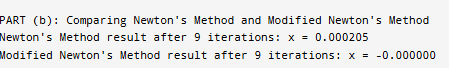 PART (b): Comparing Newton's Method and Modified Newton's Method
Newton's Method result after 9 iterations: x = 0.000205
Modified Newton's Method result after 9 iterations: x = -0.000000